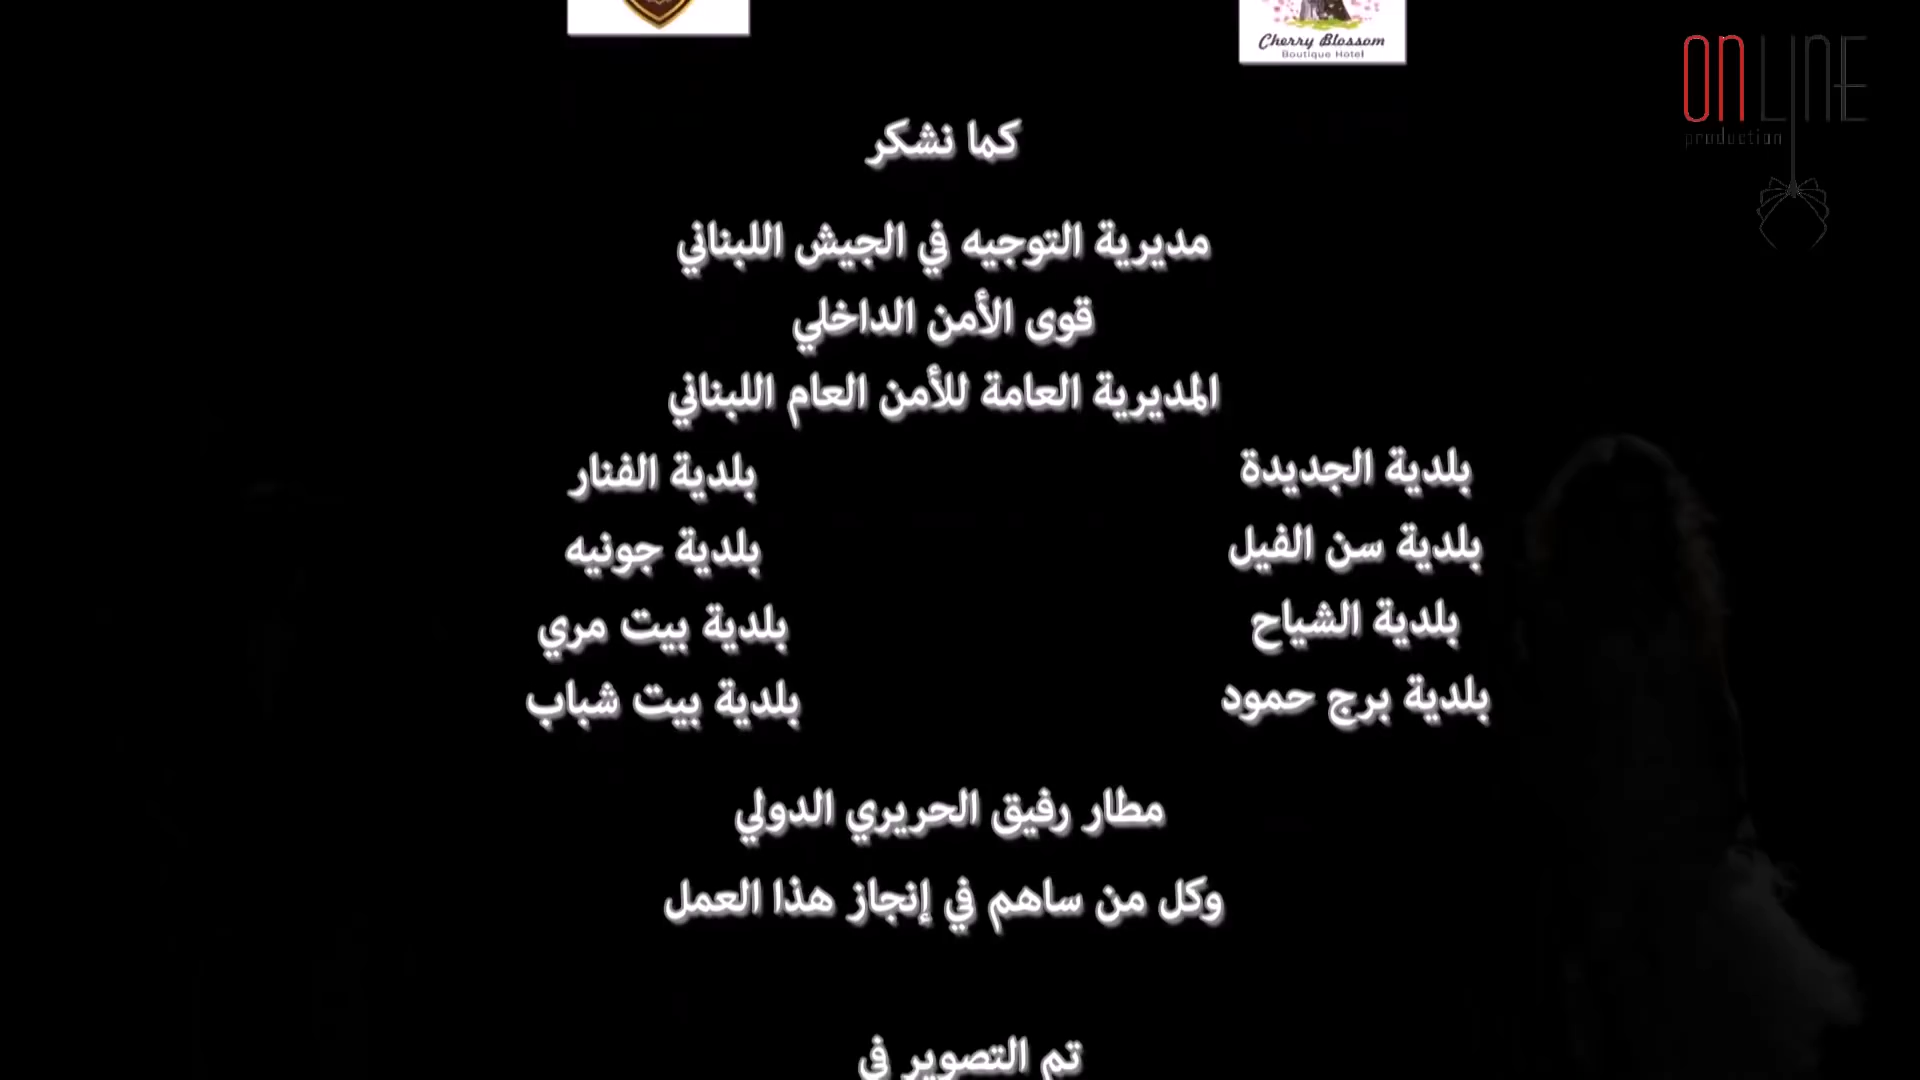 Cherry Blossom
Boutique Hotel
ONLINE
production
كما نشكر
مديرية التوجيه في الجيش اللبناني
قوى الأمن الداخلي
المديرية العامة للأمن العام اللبناني
بلدية الجديدة
بلدية الفنار
بلدية سن الفيل
بلدية جونيه
بلدية الشياح
بلدية بيت مري
بلدية برج حمود
بلدية بيت شباب
مطار رفيق الحريري الدولي
وكل من ساهم في إنجاز هذا العمل
تم التصوير في